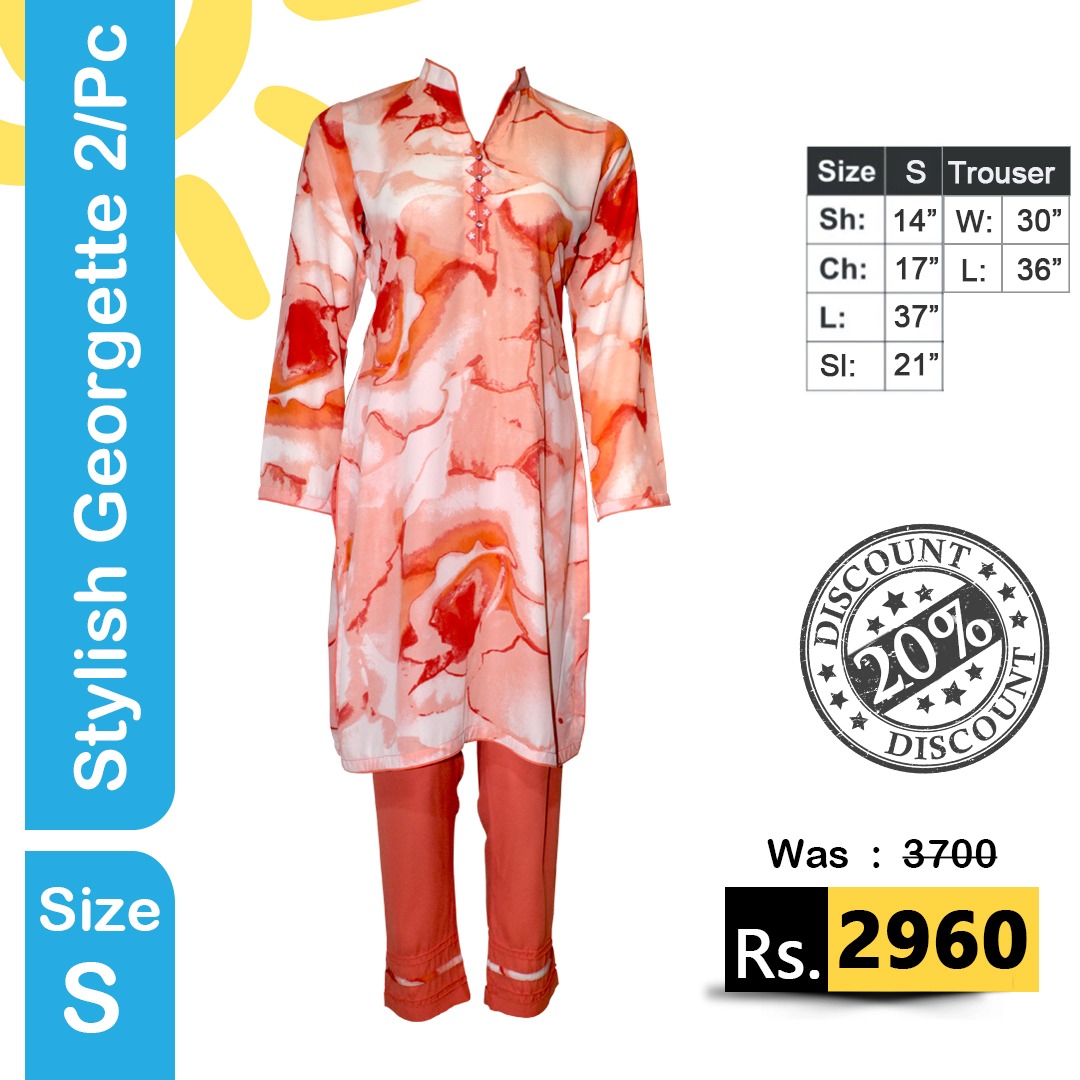 Stylish Georgette 2/Pc
Size
S
Size S Trouser
Sh: 14” W: 30”
Ch: 17” L: 36”
L: 37”
Sl: 21”
DISCOUNT
20%
DISCOUNT
Was : 3700
Rs. 2960